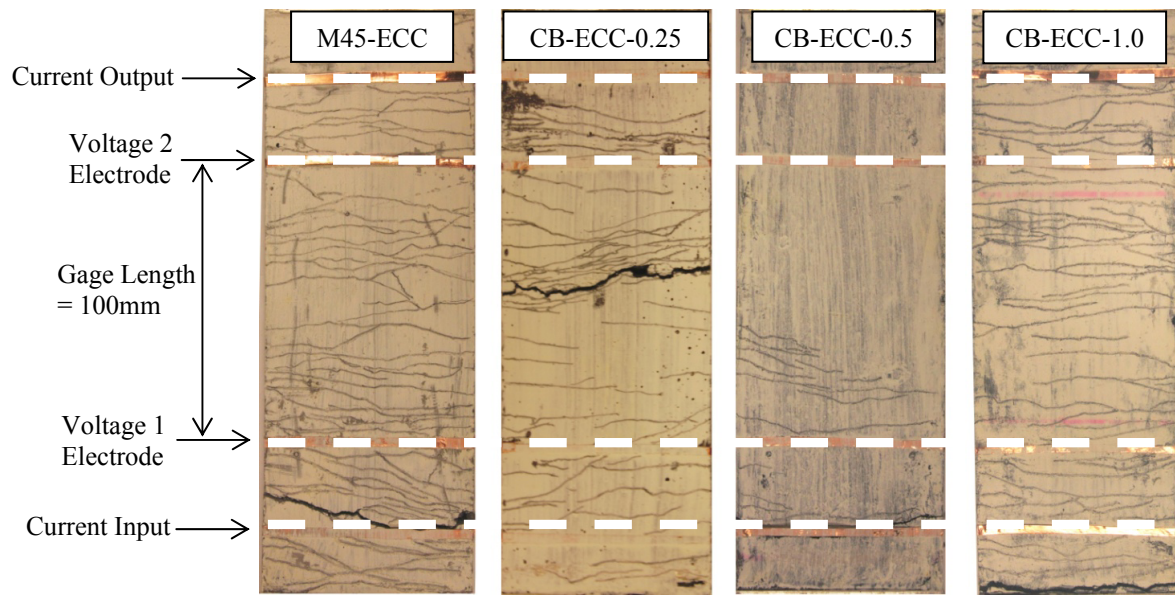 M45-ECC
CB-ECC-0.25
CB-ECC-0.5
CB-ECC-1.0
Current Output
Voltage 2
Electrode
Gage Length
= 100mm
Voltage 1
Electrode
Current Input